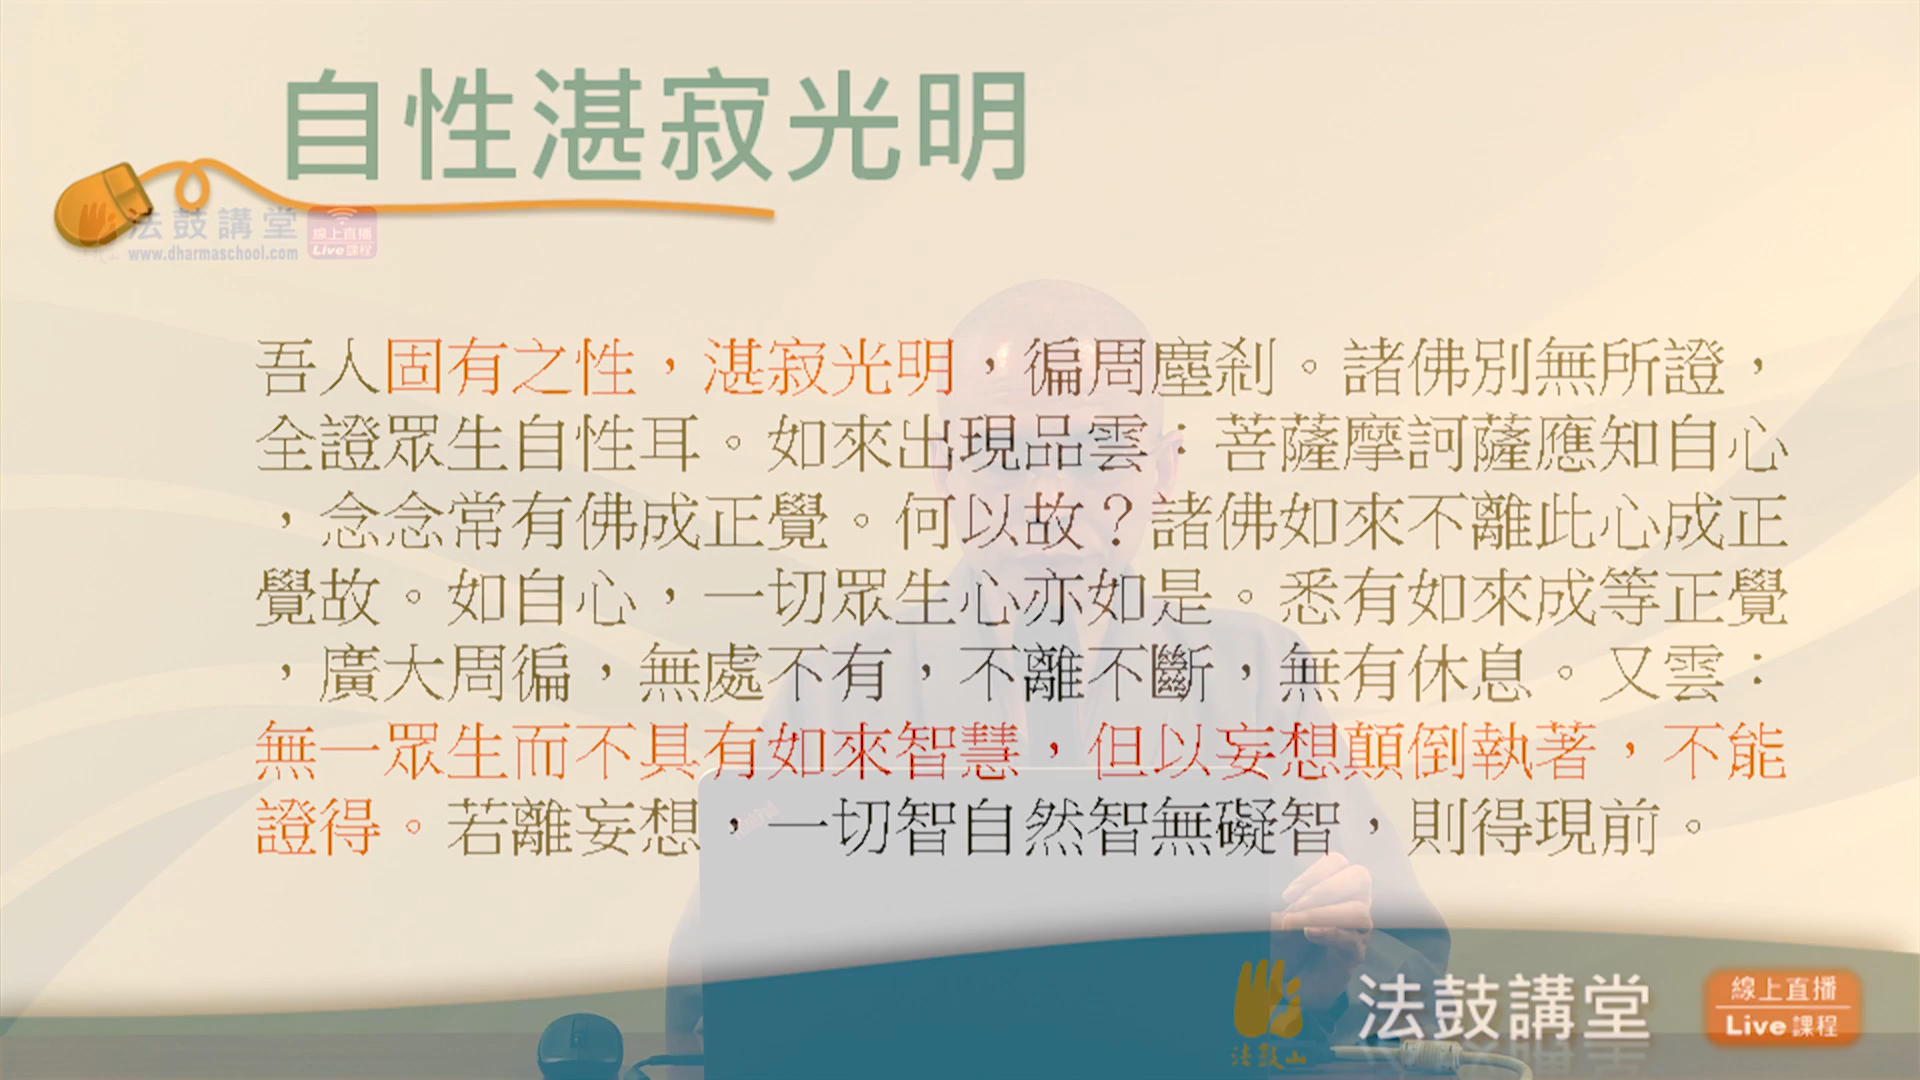 自性湛寂光明
法鼓講堂
www.dharmaschool.com
線上直播
Live課程
吾人固有之性，湛寂光明，徧周塵剎。諸佛別無所證，
全證眾生自性耳。如來出現品雲：菩薩摩訶薩應知自心
，念念常有佛成正覺。何以故？諸佛如來不離此心成正
覺故。如自心，一切眾生心亦如是。悉有如來成等正覺
，廣大周徧，無處不有，不離不斷，無有休息。又雲：
無一眾生而不具有如來智慧，但以妄想顛倒執著，不能
證得。若離妄想，一切智自然智無礙智，則得現前。
法鼓山
法鼓講堂
線上直播
Live課程